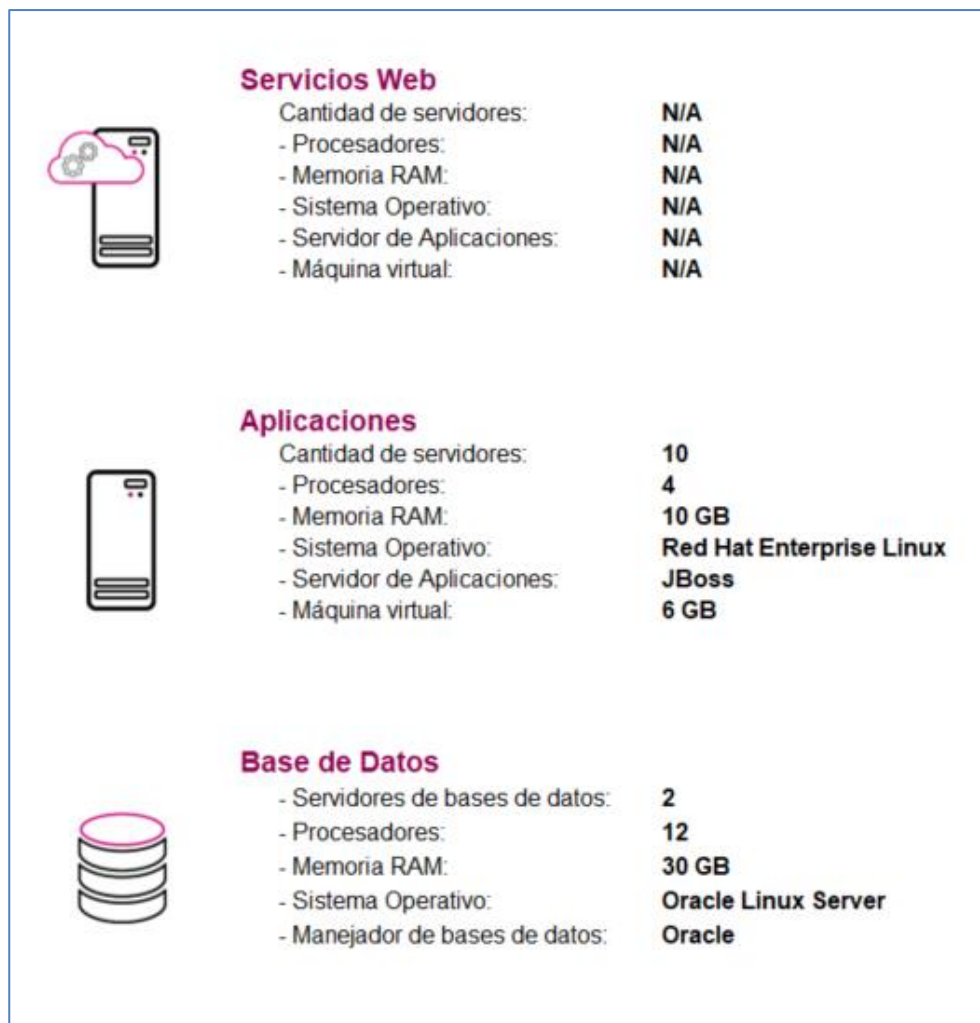 Servicios Web
Cantidad de servidores: N/A
- Procesadores: N/A
- Memoria RAM: N/A
- Sistema Operativo: N/A
- Servidor de Aplicaciones: N/A
- Máquina virtual: N/A
Aplicaciones
Cantidad de servidores: 10
- Procesadores: 4
- Memoria RAM: 10 GB
- Sistema Operativo: Red Hat Enterprise Linux
- Servidor de Aplicaciones: JBoss
- Máquina virtual: 6 GB
Base de Datos
- Servidores de bases de datos: 2
- Procesadores: 12
- Memoria RAM: 30 GB
- Sistema Operativo: Oracle Linux Server
- Manejador de bases de datos: Oracle